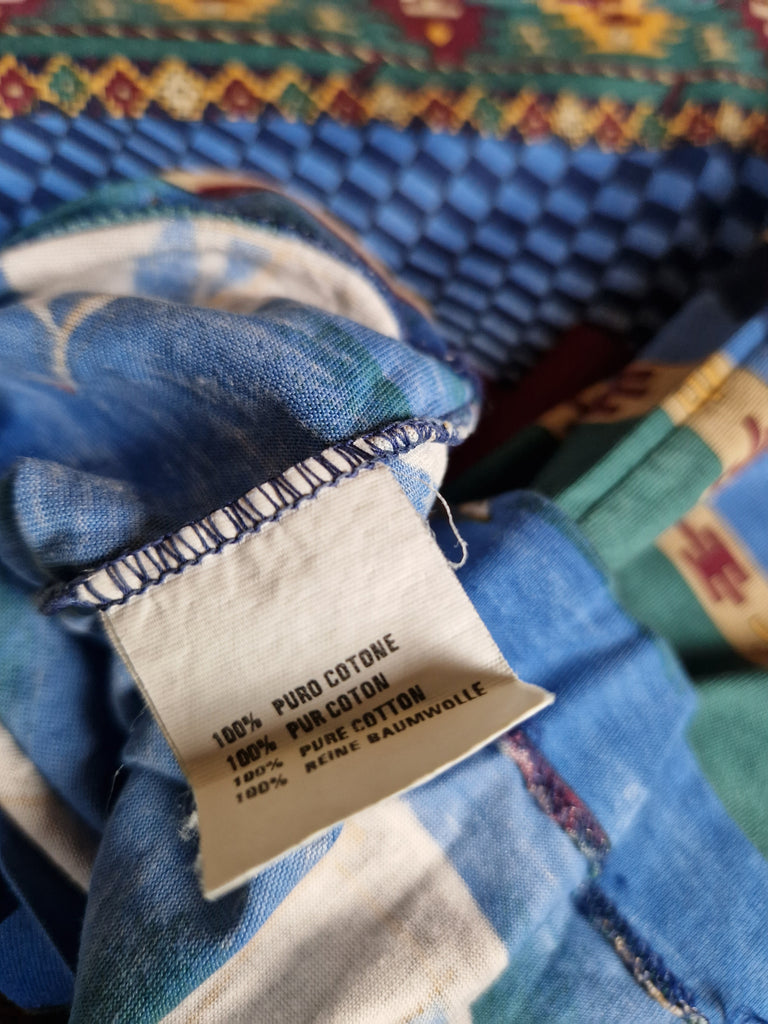 100% PURO COTONE
100% PUR COTON
100% PURE COTTON
100% REINE BAUMWOLLE